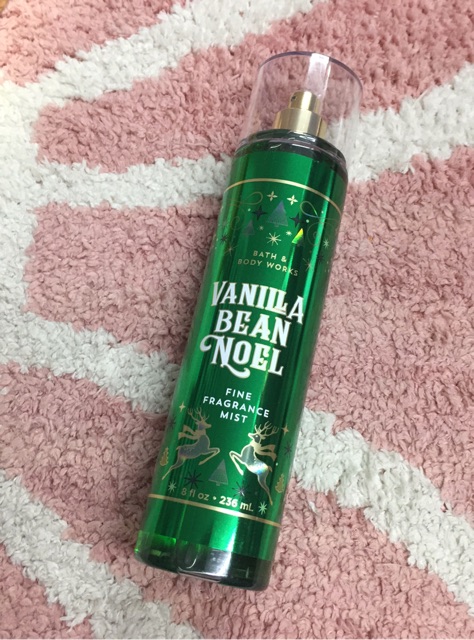 BATH &
BODY WORKS
VANILLA
BEAN
NOEL
FINE
FRAGRANCE
MIST
8 fl oz • 236 mL